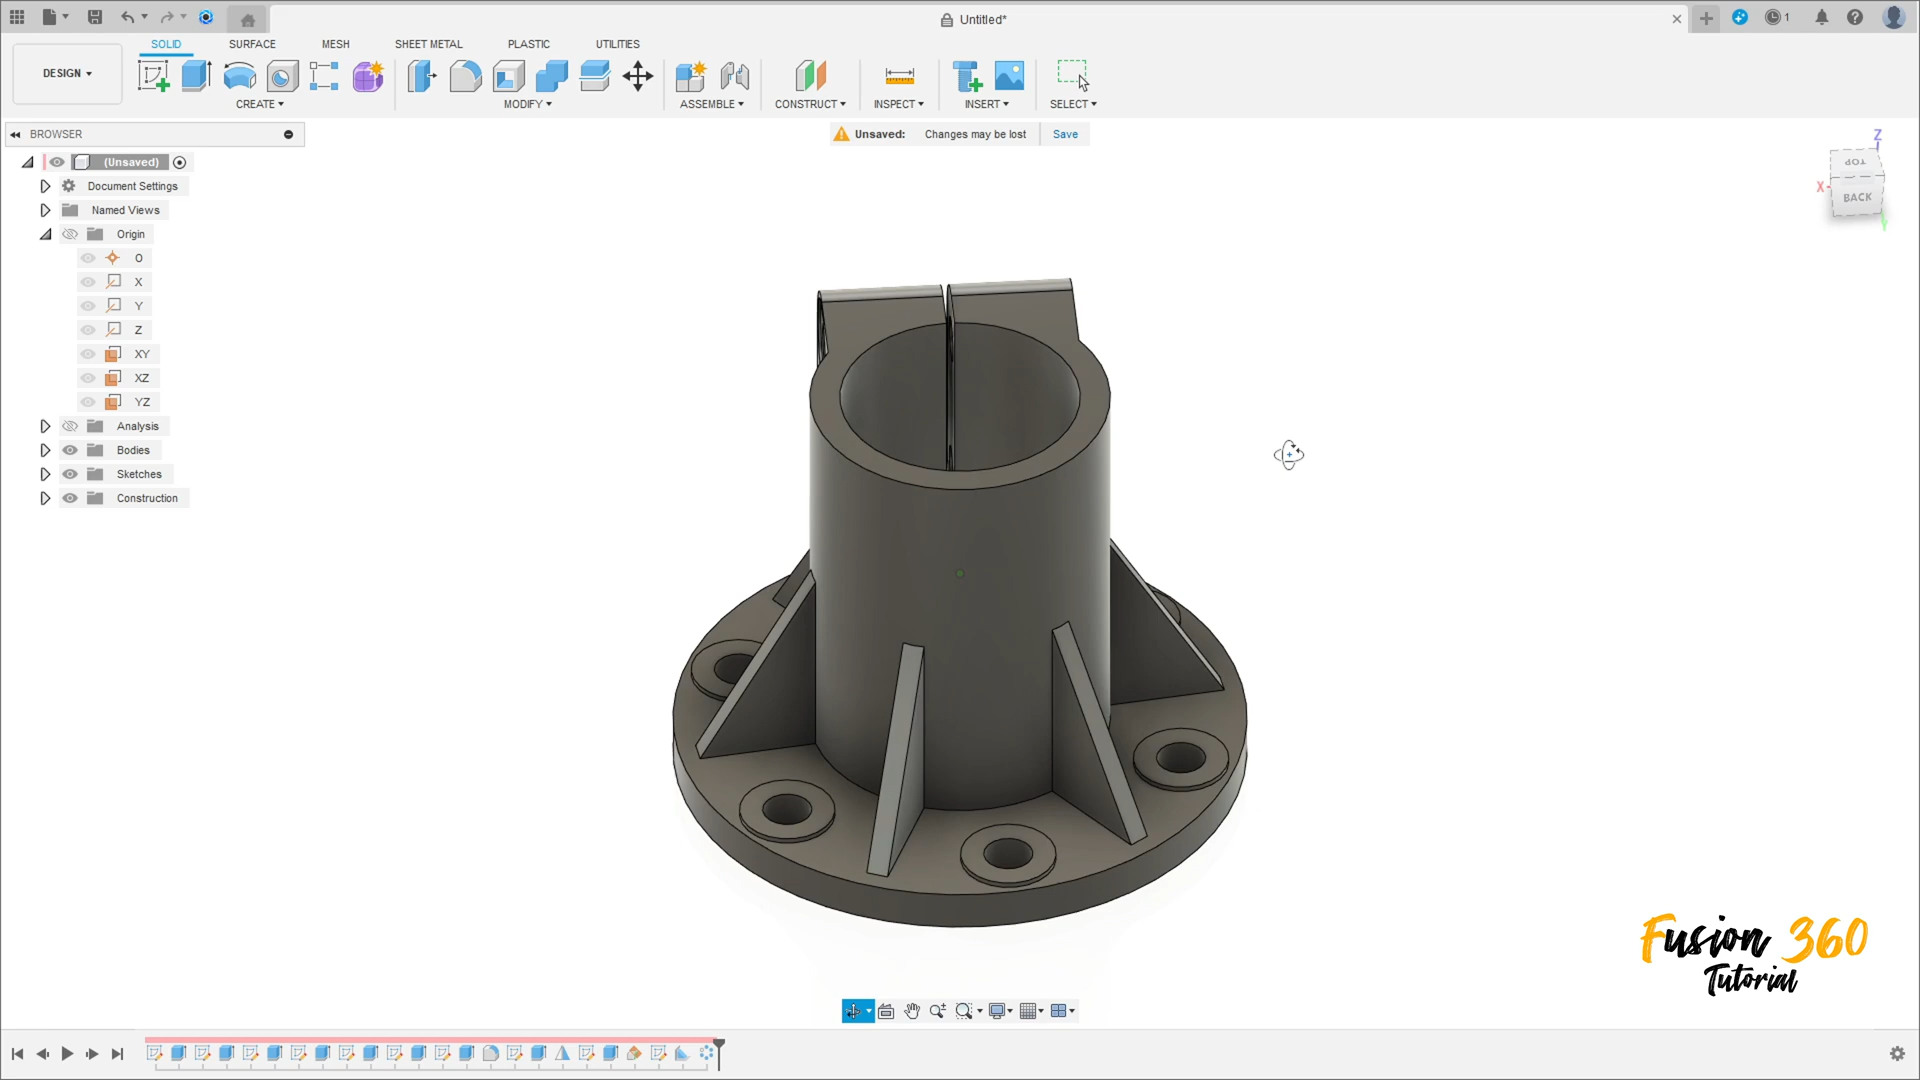 Untitled*
1
SOLID SURFACE MESH SHEET METAL PLASTIC UTILITIES
DESIGN
CREATE MODIFY ASSEMBLE CONSTRUCT INSPECT INSERT SELECT
BROWSER
Unsaved: Changes may be lost Save
(Unsaved)
Document Settings
Named Views
Origin
O
X
Y
Z
XY
XZ
YZ
Analysis
Bodies
Sketches
Construction
Z
TOP
X
BACK
Y
Fusion 360
Tutorial